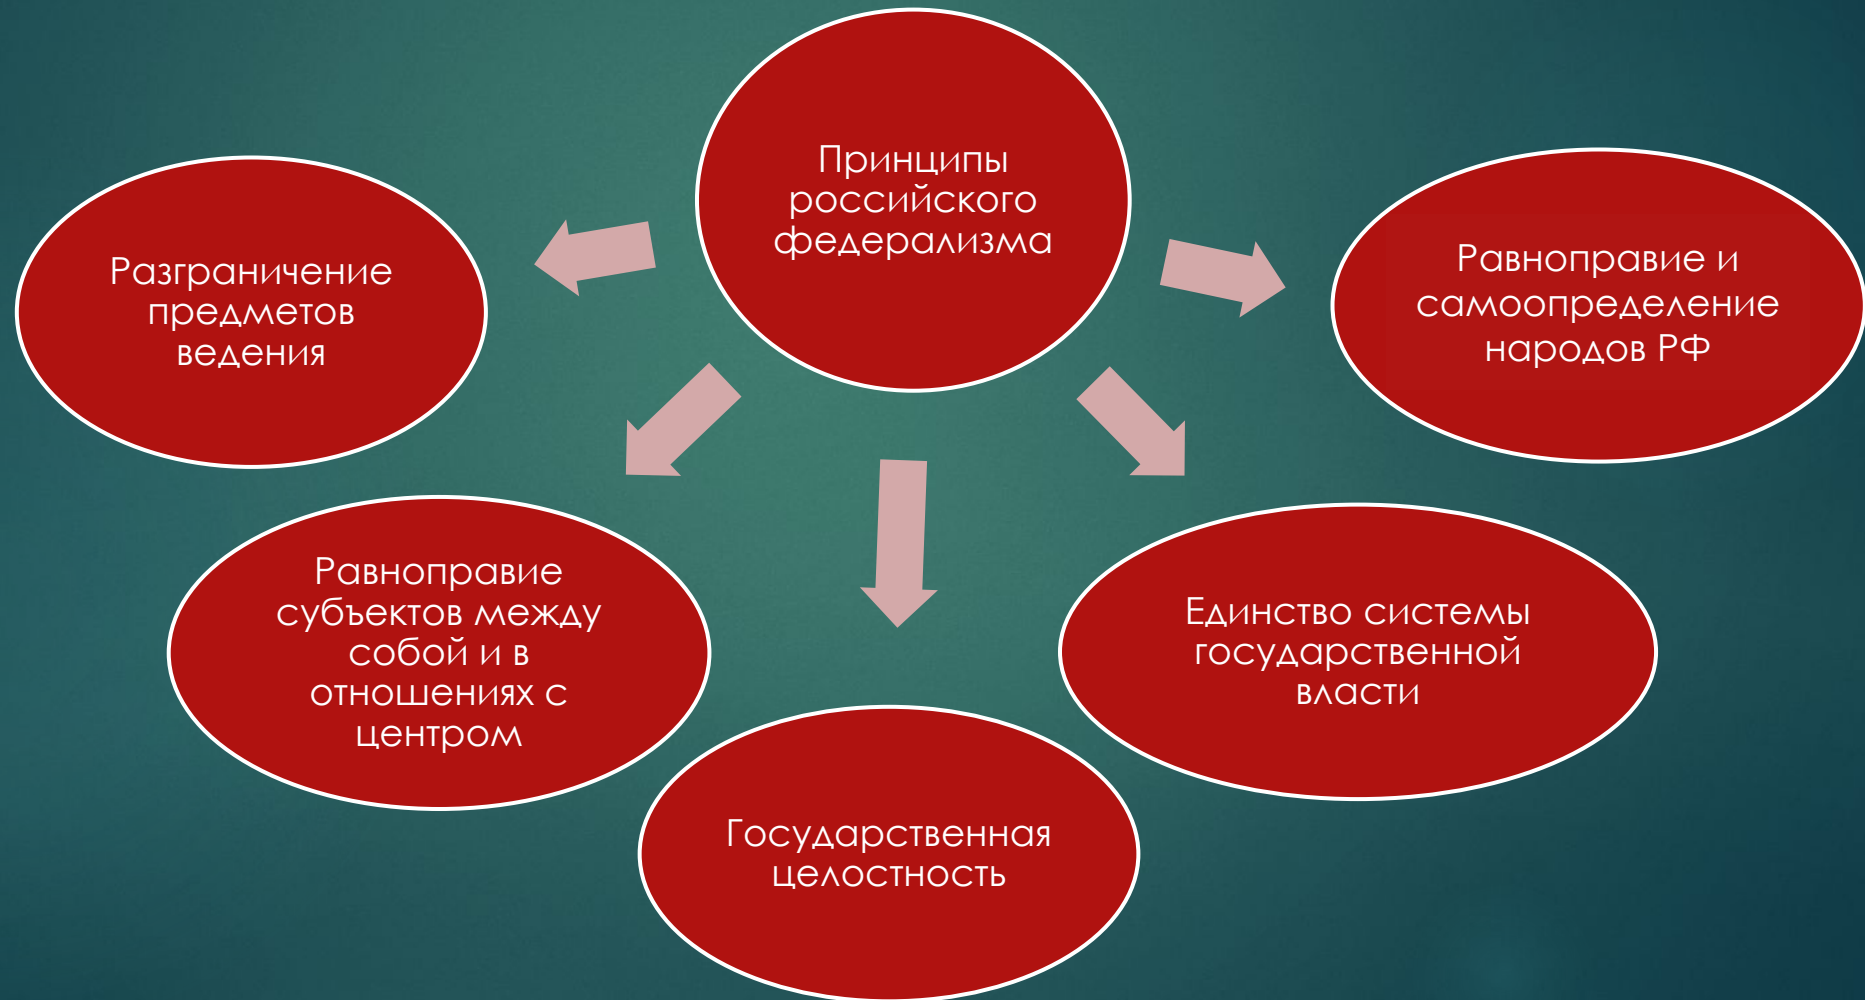 Принципы
российского
федерализма
Разграничение
предметов
ведения
Равноправие и
самоопределение
народов РФ
Равноправие
субъектов между
собой и в
отношениях с
центром
Единство системы
государственной
власти
Государственная
целостность